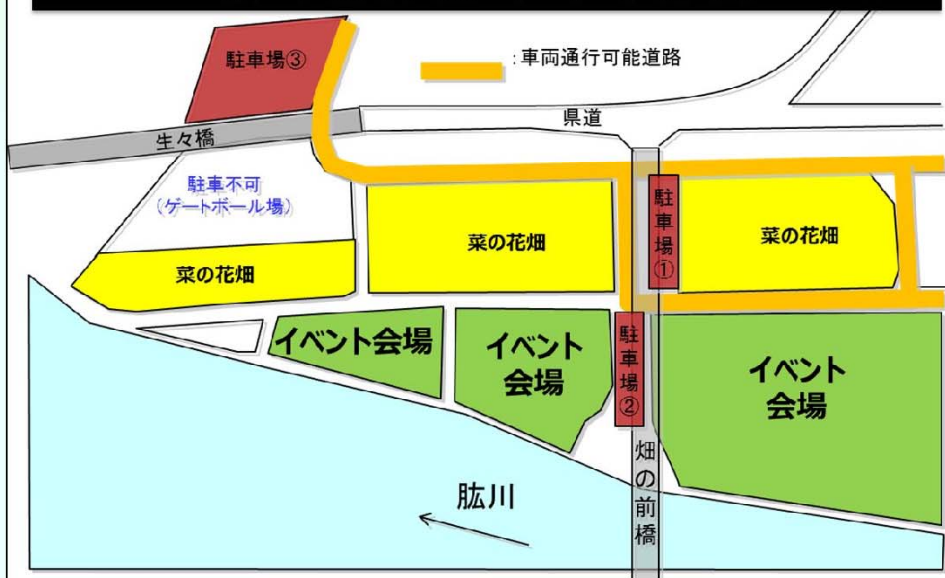 駐車場③
：車両通行可能道路
県道
生々橋
駐車不可
（ゲートボール場）
菜の花畑
菜の花畑
駐車場①
菜の花畑
イベント会場
イベント
会場
駐車場②
イベント
会場
畑の前橋
肱川